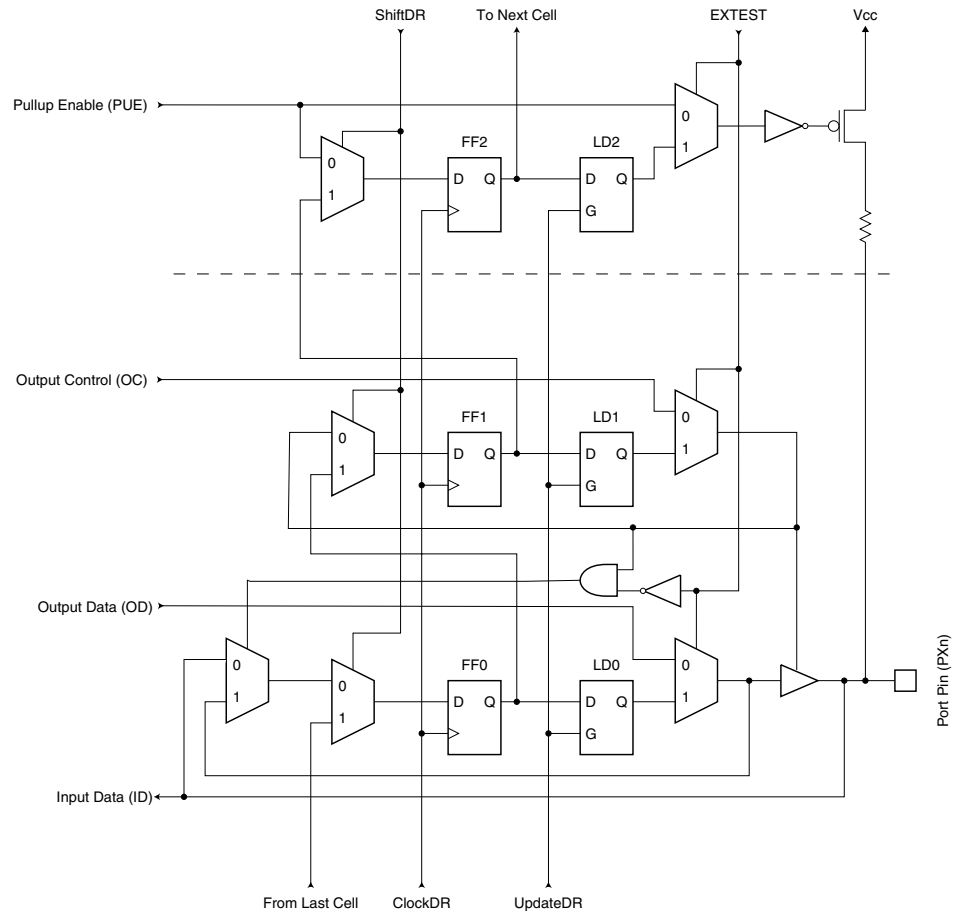 ShiftDR
To Next Cell
EXTEST
Vcc
Pullup Enable (PUE)
0
1
FF2
D Q
LD2
D Q
G
0
1
Output Control (OC)
0
1
FF1
D Q
LD1
D Q
G
0
1
Output Data (OD)
0
1
0
1
FF0
D Q
LD0
D Q
G
0
1
Port Pin (PXn)
Input Data (ID)
From Last Cell
ClockDR
UpdateDR